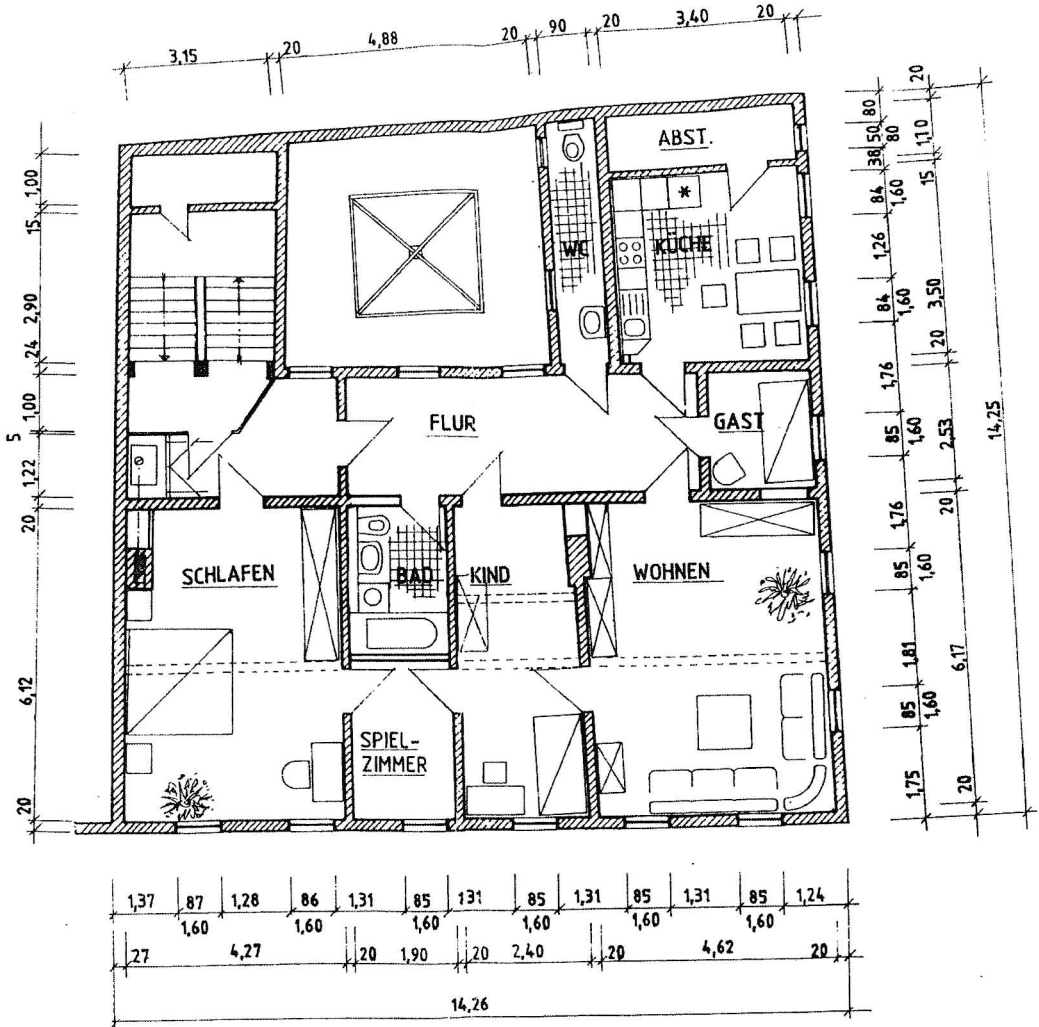 3,15 20 4,88 20 90 20 3,40 20
20
80 1,10
50 80
38
15
84 1,60
1,26
84 1,60 3,50
20
1,76
85 1,60 2,53
14,25
1,76 20
85 1,60
1,81 6,17
85 1,60
1,75 20
1,00
15
2,90
24
1,00
5
1,22
20
6,12
20
ABST.
WC KÜCHE
*
FLUR GAST
SCHLAFEN BAD KIND WOHNEN
SPIEL-
ZIMMER
1,37 87 1,28 86 1,31 85 131 85 1,31 85 1,31 85 1,24
1,60 1,60 1,60 1,60 1,60 1,60
27 4,27 20 1,90 20 2,40 20 4,62 20
14,26